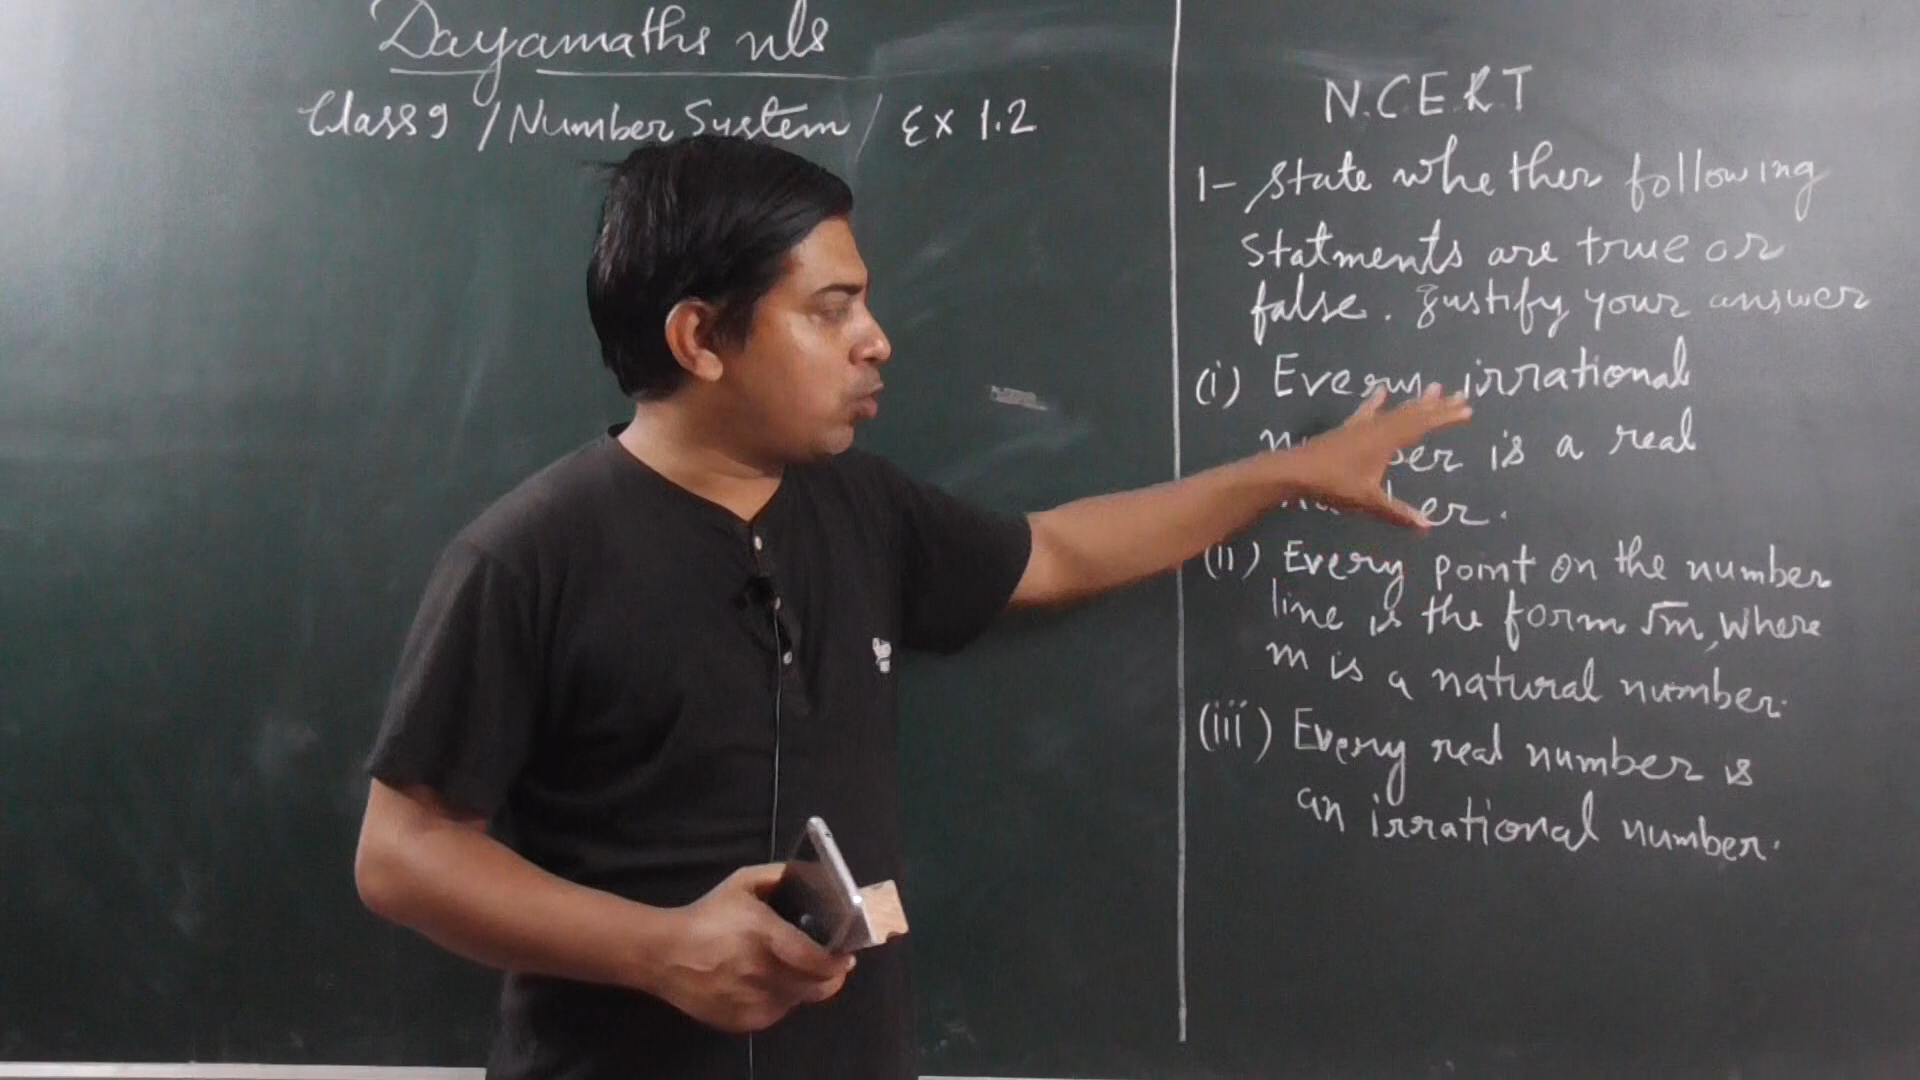 Dayamaths nls
Class 9 / Number System / Ex 1.2
N.C.E.R.T
1- State whether following
Statments are true or
false. Justify your answer
(i) Every irrational
is a real
(ii) Every point on the number
line is the form √m, where
m is a natural number.
(iii) Every real number is
an irrational number.